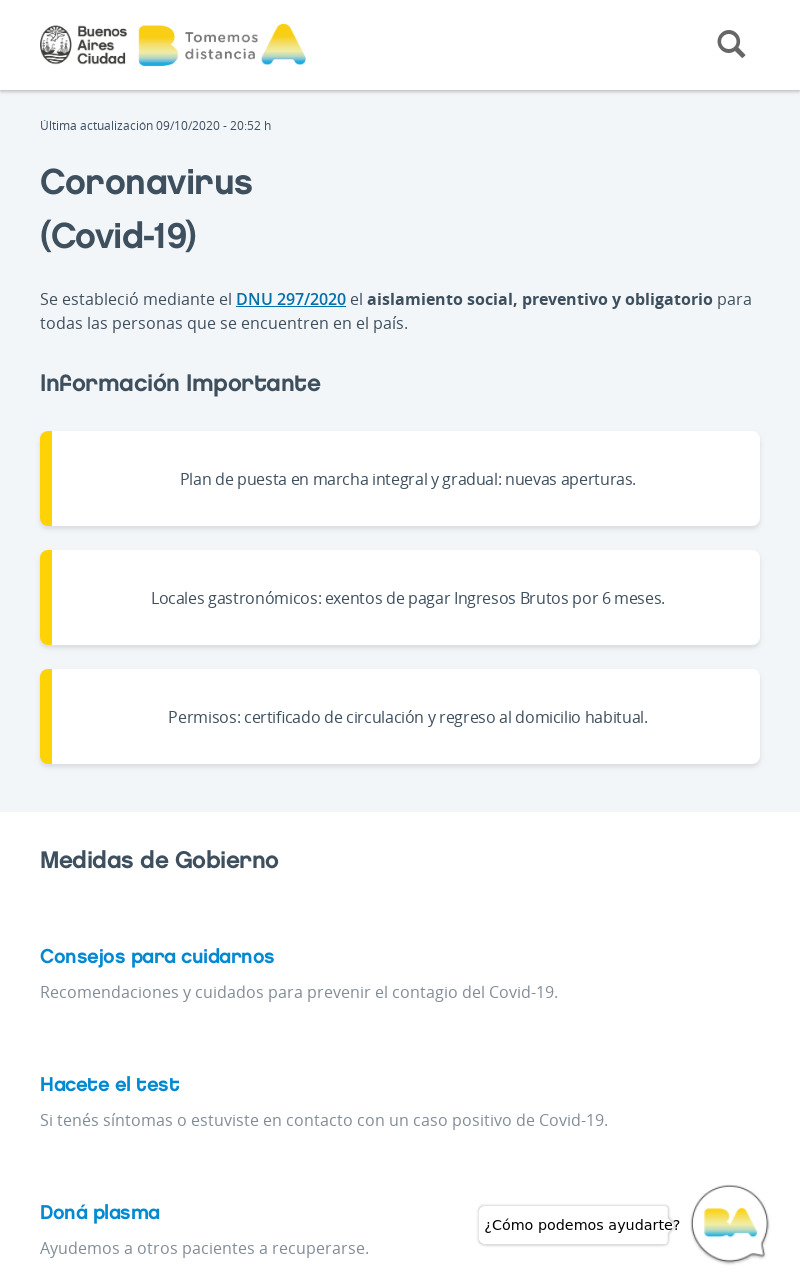 Buenos
Aires
Ciudad
B Tomemos
distancia A
Última actualización 09/10/2020 - 20:52 h
Coronavirus
(Covid-19)
Se estableció mediante el DNU 297/2020 el aislamiento social, preventivo y obligatorio para
todas las personas que se encuentren en el país.
Información Importante
Plan de puesta en marcha integral y gradual: nuevas aperturas.
Locales gastronómicos: exentos de pagar Ingresos Brutos por 6 meses.
Permisos: certificado de circulación y regreso al domicilio habitual.
Medidas de Gobierno
Consejos para cuidarnos
Recomendaciones y cuidados para prevenir el contagio del Covid-19.
Hacete el test
Si tenés síntomas o estuviste en contacto con un caso positivo de Covid-19.
Doná plasma
Ayudemos a otros pacientes a recuperarse.
¿Cómo podemos ayudarte?
BA